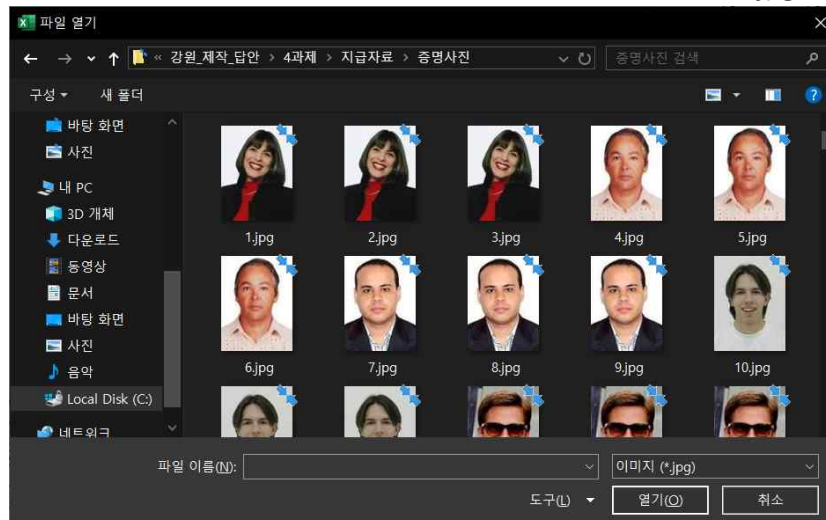 파일 열기
« 강원_제작_답안 > 4과제 > 지급자료 > 증명사진
증명사진 검색
구성
새 폴더
바탕 화면
사진
내 PC
3D 개체
다운로드
동영상
문서
바탕 화면
사진
음악
Local Disk (C:)
네트워크
1.jpg 2.jpg 3.jpg 4.jpg 5.jpg
6.jpg 7.jpg 8.jpg 9.jpg 10.jpg
파일 이름(N):
이미지 (*.jpg)
도구(L) 열기(O) 취소